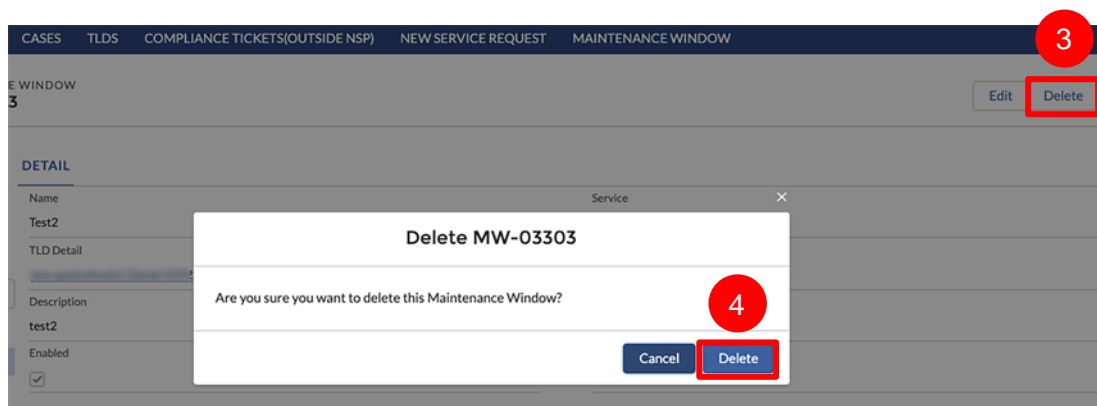 CASES TLDS COMPLIANCE TICKETS(OUTSIDE NSP) NEW SERVICE REQUEST MAINTENANCE WINDOW
3
E WINDOW
3
Edit Delete
DETAIL
Name
Service
Test2
Delete MW-03303
TLD Detail
Are you sure you want to delete this Maintenance Window?
4
Description
test2
Enabled
Cancel Delete